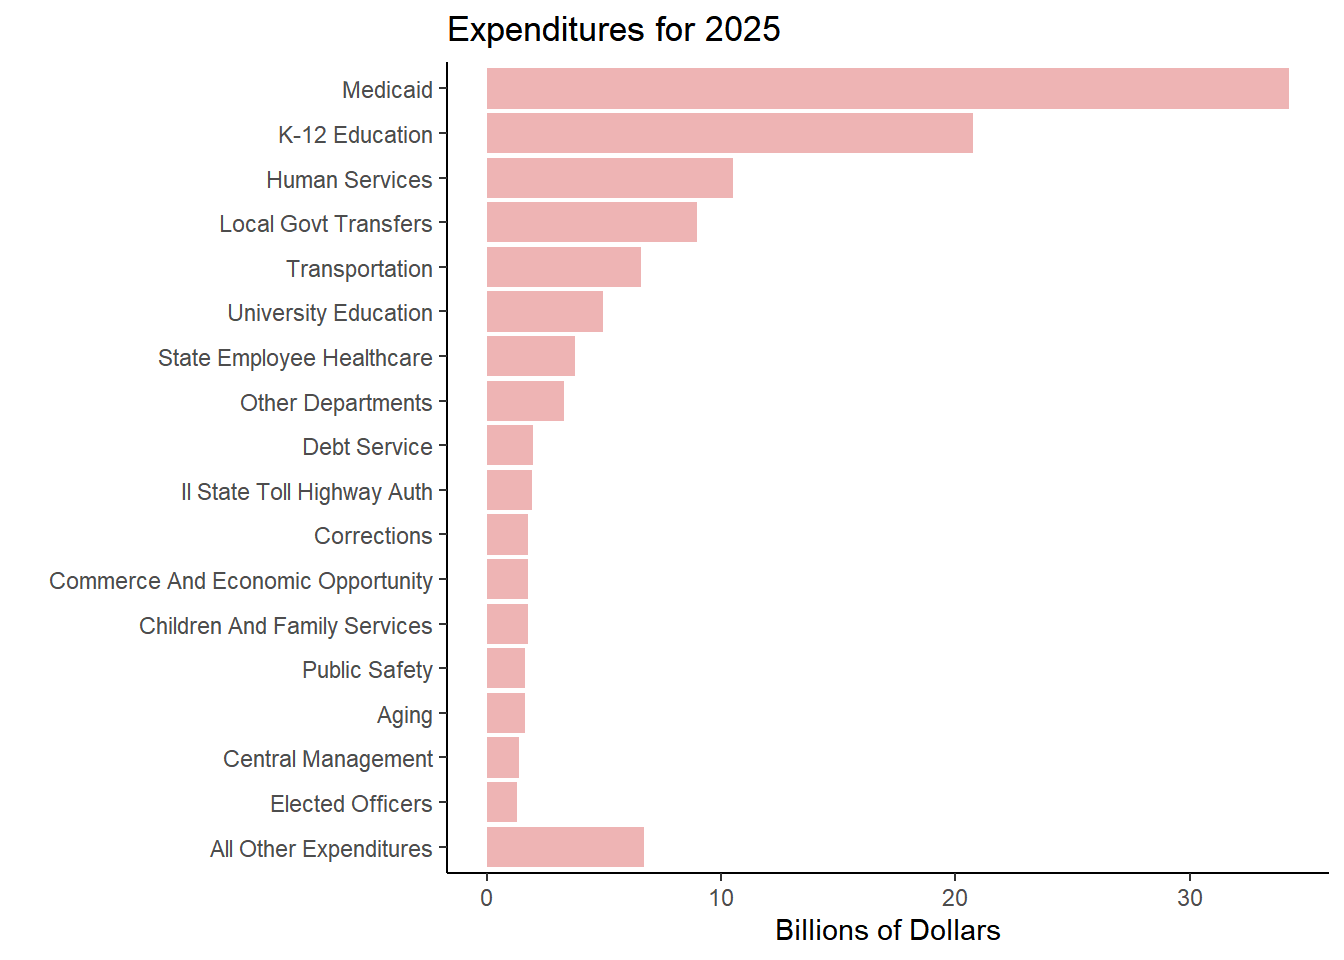 Expenditures for 2025
Medicaid
K-12 Education
Human Services
Local Govt Transfers
Transportation
University Education
State Employee Healthcare
Other Departments
Debt Service
Il State Toll Highway Auth
Corrections
Commerce And Economic Opportunity
Children And Family Services
Public Safety
Aging
Central Management
Elected Officers
All Other Expenditures
0 10 20 30
Billions of Dollars